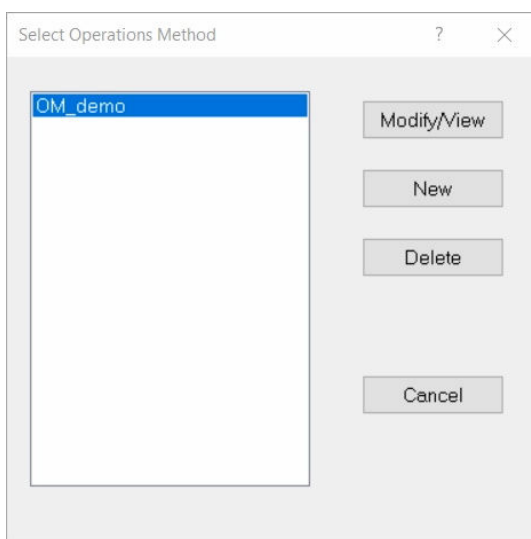 Select Operations Method ?
OM_demo
Modify/View
New
Delete
Cancel